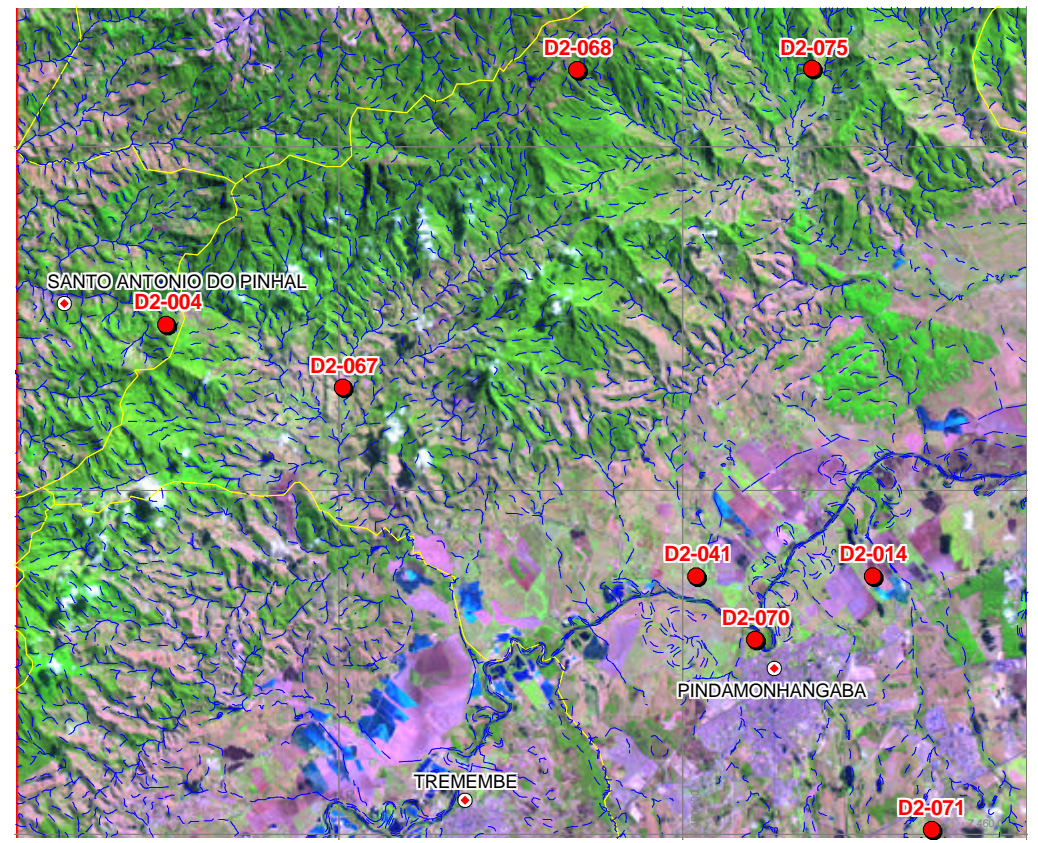 D2-068
D2-075
SANTO ANTONIO DO PINHAL
D2-004
D2-067
D2-041
D2-014
D2-070
PINDAMONHANGABA
TREMEMBE
D2-071